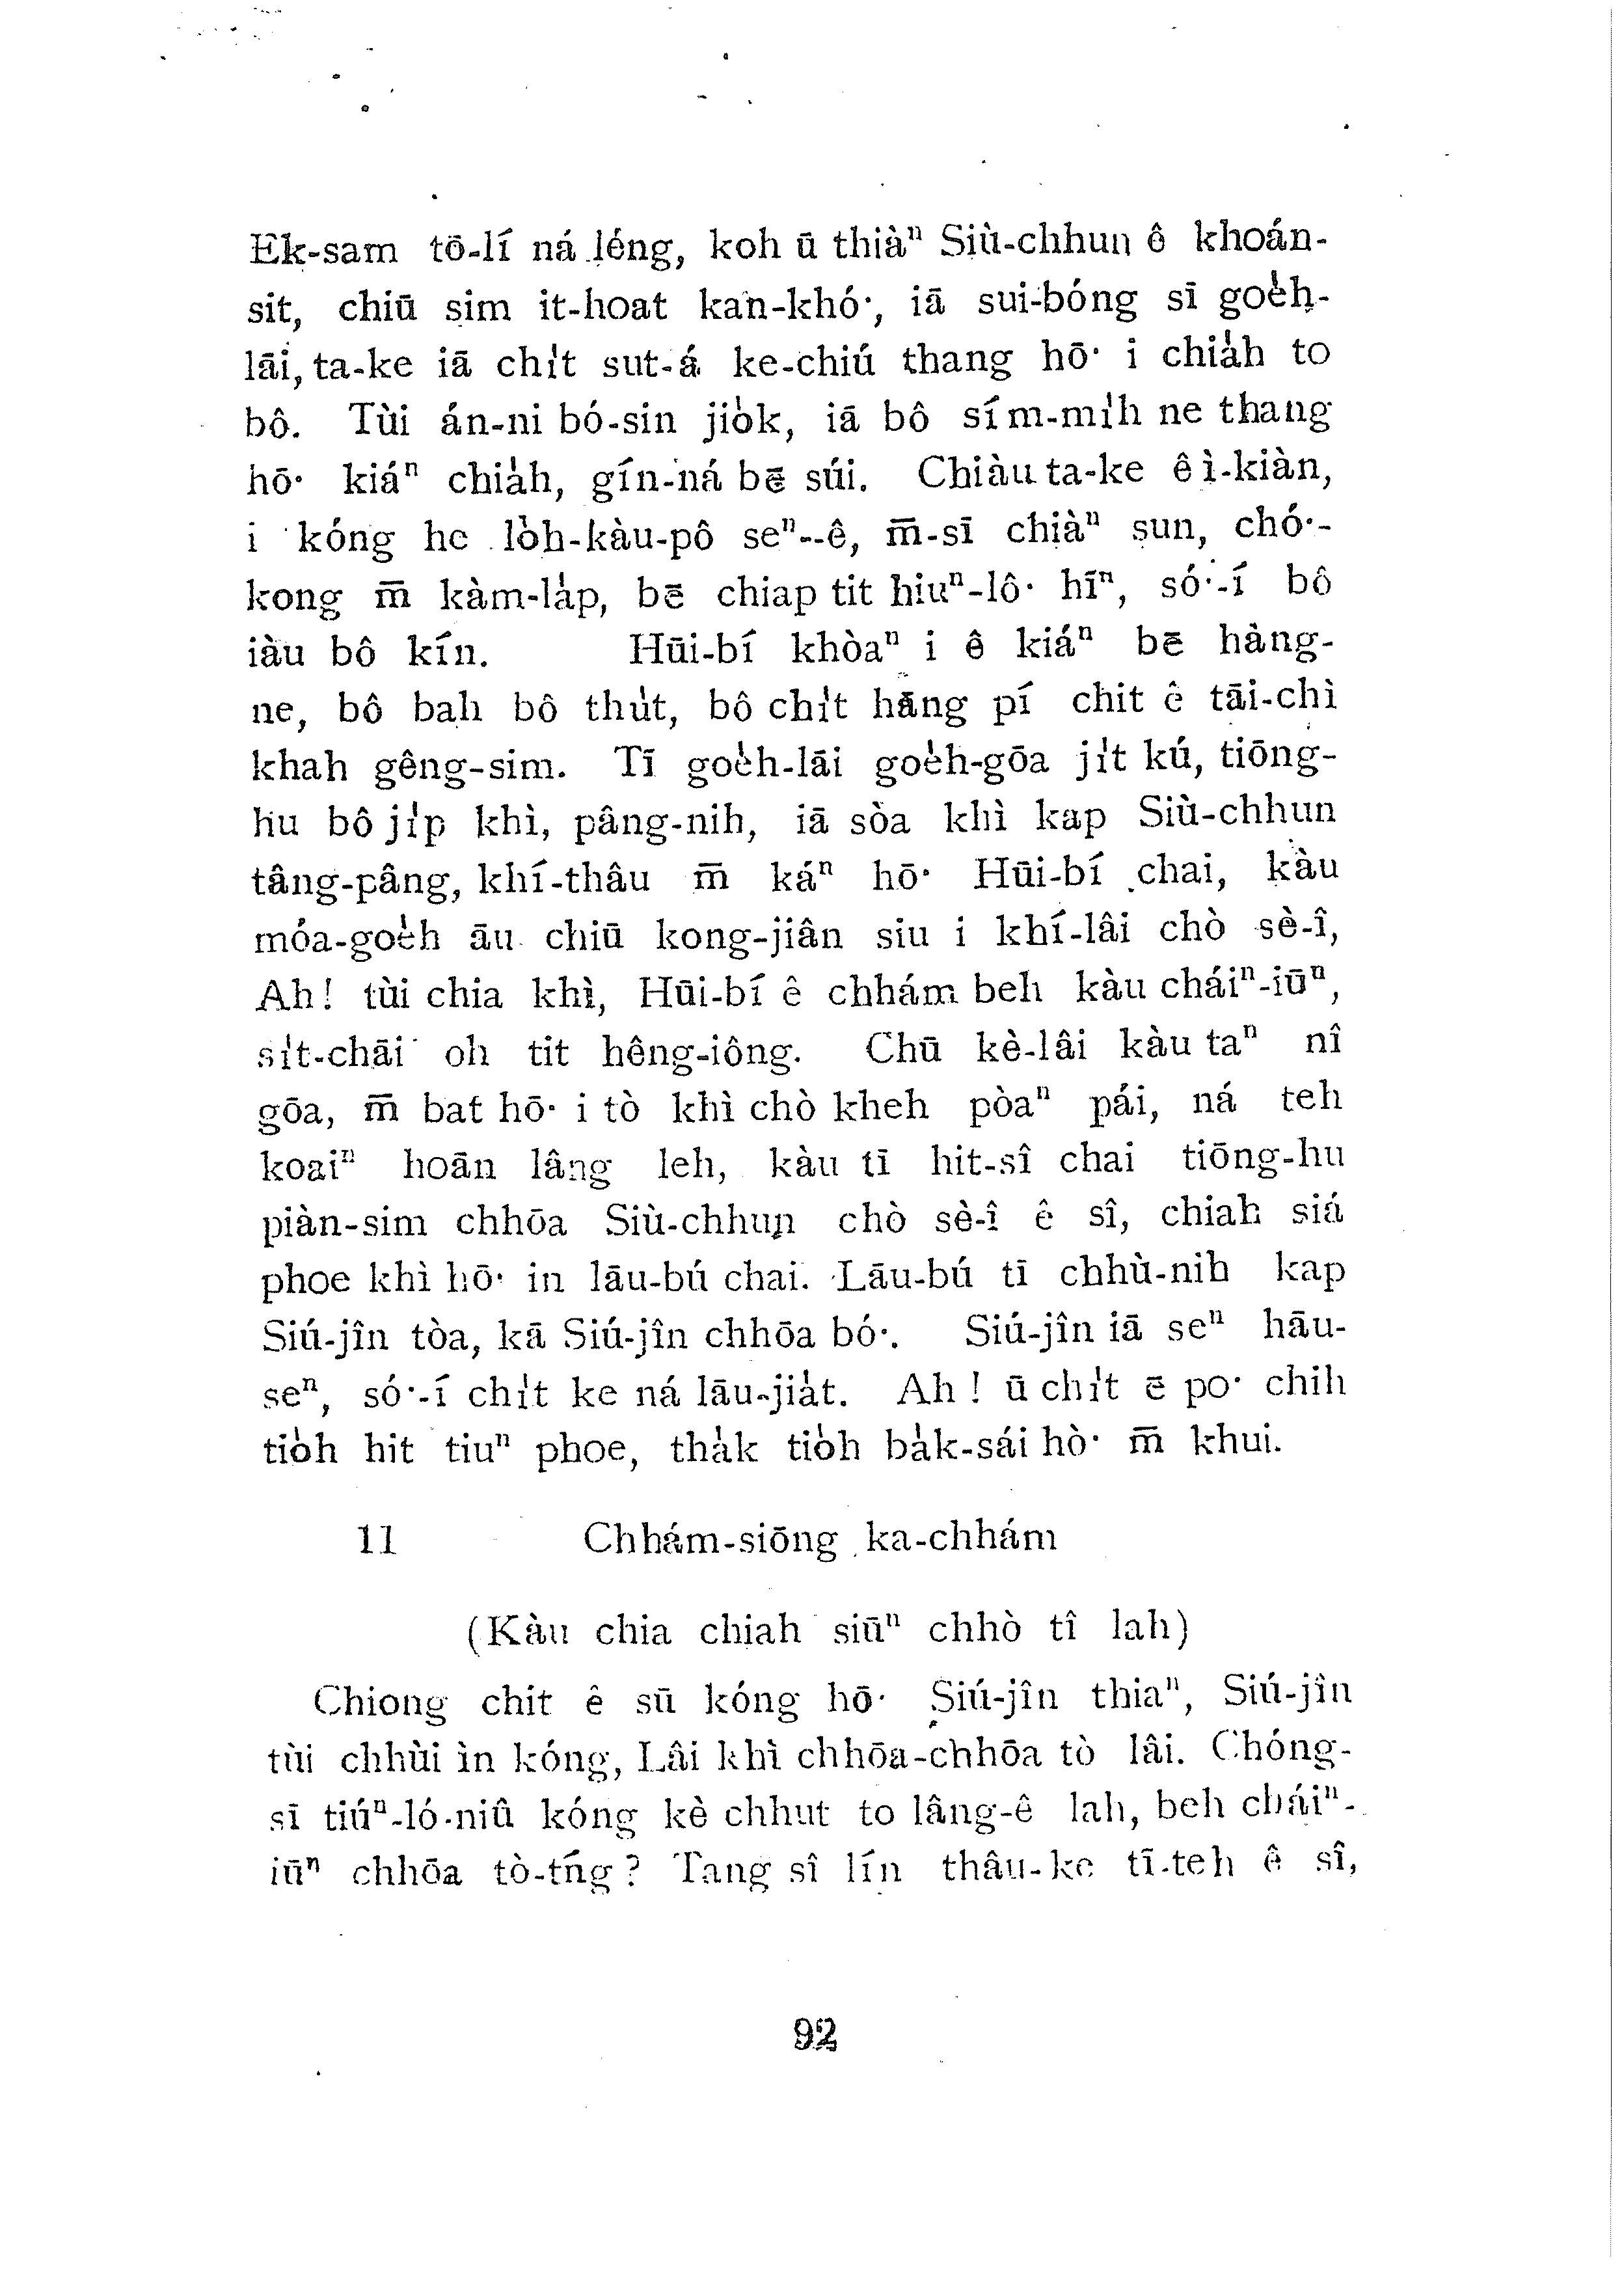 Ek-sam tō-lí ná léng, koh ū thiàⁿ Siù-chhun ê khoán-
sit, chiū sim it-hoat kan-khó͘, iā sui-bóng sī goe̍h-
lāi, ta-ke iā chi̍t sut-á ke-chiú thang hō͘ i chia̍h to
bô. Tùi án-ni bó-sin jio̍k, iā bô sím-mi̍h ne thang
hō͘ kiáⁿ chia̍h, gín-ná bē súi. Chiàu ta-ke ê ì-kiàn,
i kóng he lo̍h-kàu-pô seⁿ--ê, m̄-sī chiàⁿ sun, chó͘-
kong m̄ kàm-la̍p, bē chiap tit hiuⁿ-lô͘ hīⁿ, só͘-í bô
iàu bô kín. Hūi-bí khòaⁿ i ê kiáⁿ bē hàng-
ne, bô bah bô thu̍t, bô chi̍t hāng pí chit ê tāi-chì
khah gêng-sim. Tī goe̍h-lāi goe̍h-gōa ji̍t kú, tiōng-
hu bô ji̍p khì, pâng-nih, iā sòa khì kap Siù-chhun
tâng-pâng, khí-thâu m̄ káⁿ hō͘ Hūi-bí chai, kàu
móa-goe̍h āu chiū kong-jiân siu i khí-lâi chò sè-î,
Ah! tùi chia khì, Hūi-bí ê chhám beh kàu cháiⁿ-iūⁿ,
si̍t-chāi oh tit hêng-iông. Chū kè-lâi kàu taⁿ nî
gōa, m̄ bat hō͘ i tò khì chò kheh pòaⁿ pái, ná teh
koaiⁿ hoān lâng leh, kàu tī hit-sî chai tiōng-hu
piàn-sim chhōa Siù-chhun chò sè-î ê sî, chiah siá
phoe khì hō͘ in lāu-bú chai. Lāu-bú tī chhù-nih kap
Siú-jîn tòa, kā Siú-jîn chhōa bó͘. Siú-jîn iā seⁿ hāu-
seⁿ, só͘-í chi̍t ke ná lāu-jia̍t. Ah! ū chi̍t ē po͘ chih
tio̍h hit tiuⁿ phoe, tha̍k tio̍h ba̍k-sái hò͘ m̄ khui.
11 Chhám-siōng ka-chhám
(Kàu chia chiah siūⁿ chhò tî lah)
Chiong chit ê sū kóng hō͘ Siú-jîn thiaⁿ, Siú-jîn
tùi chhùi ìn kóng, Lâi khì chhōa-chhōa tò lâi. Chóng-
sī tiúⁿ-ló-niû kóng kè chhut to lâng-ê lah, beh cháiⁿ-
iūⁿ chhōa tò-tńg? Tang sî lín thâu-ke tī-teh ê sî,
92